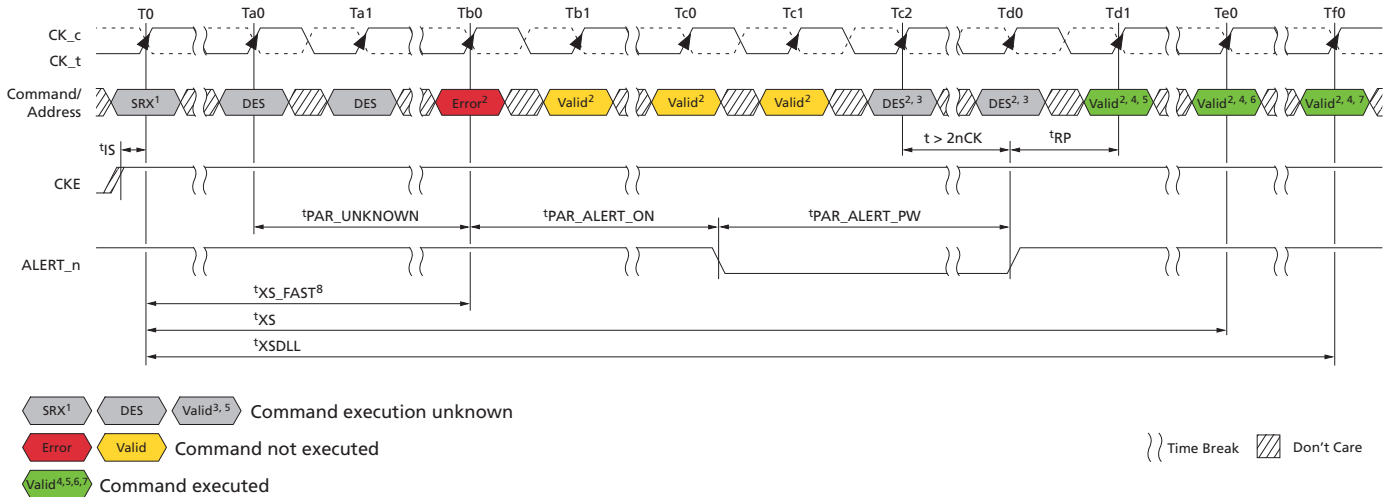 T0 Ta0 Ta1 Tb0 Tb1 Tc0 Tc1 Tc2 Td0 Td1 Te0 Tf0
CK_c
CK_t
Command/
Address
SRX¹ DES DES Error² Valid² Valid² Valid² DES²,³ DES²,³ Valid²,⁴,⁵ Valid²,⁴,⁶ Valid²,⁴,⁷
t > 2nCK ᵗRP
ᵗIS
CKE
ᵗPAR_UNKNOWN ᵗPAR_ALERT_ON ᵗPAR_ALERT_PW
ALERT_n
ᵗXS_FAST⁸
ᵗXS
ᵗXSDLL
SRX¹ DES Valid³,⁵ Command execution unknown
Error Valid Command not executed
Valid⁴,⁵,⁶,⁷ Command executed
Time Break Don't Care